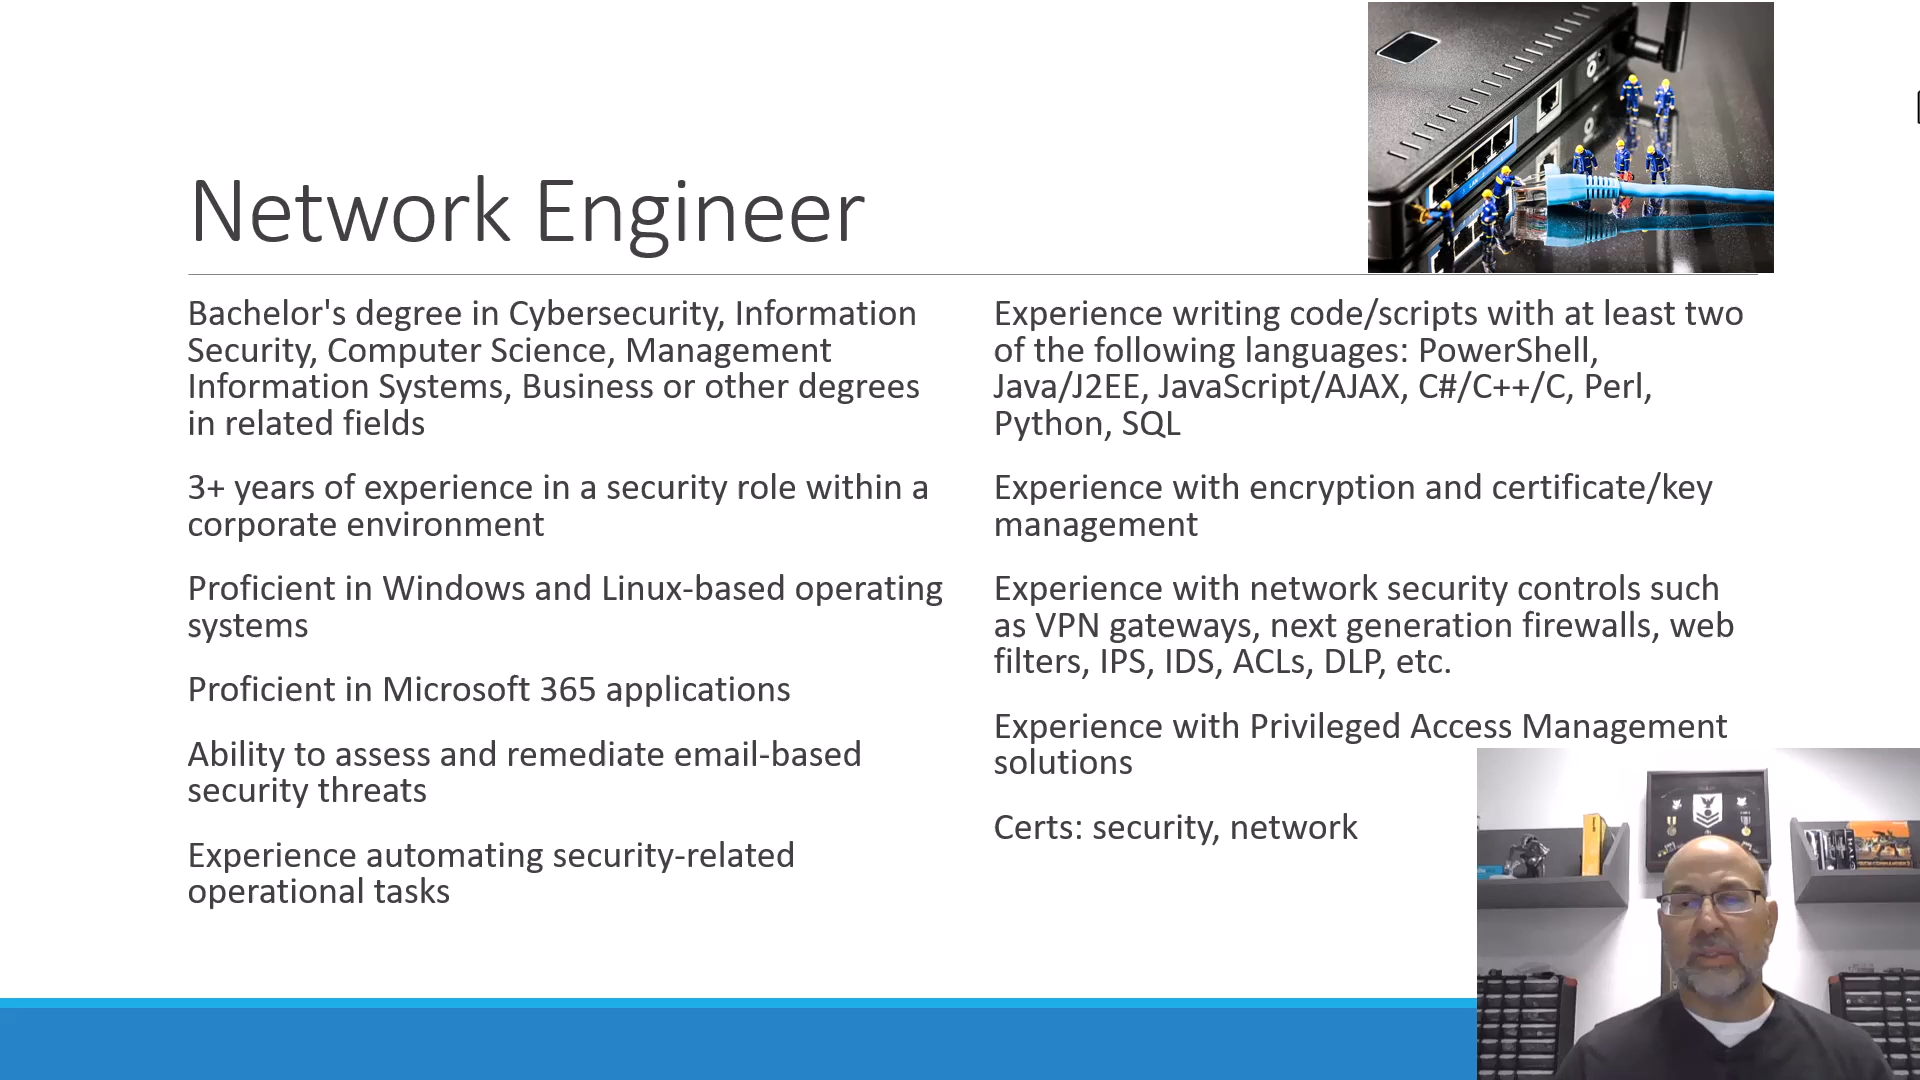 Network Engineer
Bachelor's degree in Cybersecurity, Information
Security, Computer Science, Management
Information Systems, Business or other degrees
in related fields
3+ years of experience in a security role within a
corporate environment
Proficient in Windows and Linux-based operating
systems
Proficient in Microsoft 365 applications
Ability to assess and remediate email-based
security threats
Experience automating security-related
operational tasks
Experience writing code/scripts with at least two
of the following languages: PowerShell,
Java/J2EE, JavaScript/AJAX, C#/C++/C, Perl,
Python, SQL
Experience with encryption and certificate/key
management
Experience with network security controls such
as VPN gateways, next generation firewalls, web
filters, IPS, IDS, ACLs, DLP, etc.
Experience with Privileged Access Management
solutions
Certs: security, network